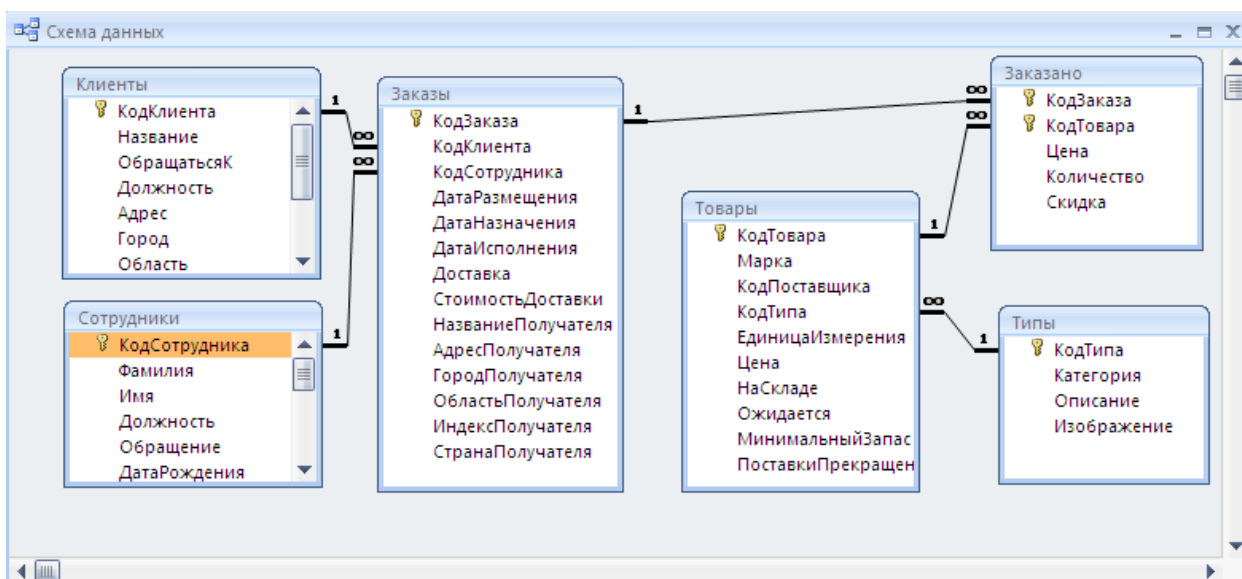 Схема данных
Клиенты
КодКлиента
Название
ОбращатьсяК
Должность
Адрес
Город
Область
Сотрудники
КодСотрудника
Фамилия
Имя
Должность
Обращение
ДатаРождения
Заказы
КодЗаказа
КодКлиента
КодСотрудника
ДатаРазмещения
ДатаНазначения
ДатаИсполнения
Доставка
СтоимостьДоставки
НазваниеПолучателя
АдресПолучателя
ГородПолучателя
ОбластьПолучателя
ИндексПолучателя
СтранаПолучателя
Товары
КодТовара
Марка
КодПоставщика
КодТипа
ЕдиницаИзмерения
Цена
НаСкладе
Ожидается
МинимальныйЗапас
ПоставкиПрекращен
Заказано
КодЗаказа
КодТовара
Цена
Количество
Скидка
Типы
КодТипа
Категория
Описание
Изображение
1
∞
∞
1
1
∞
∞
1
∞
1